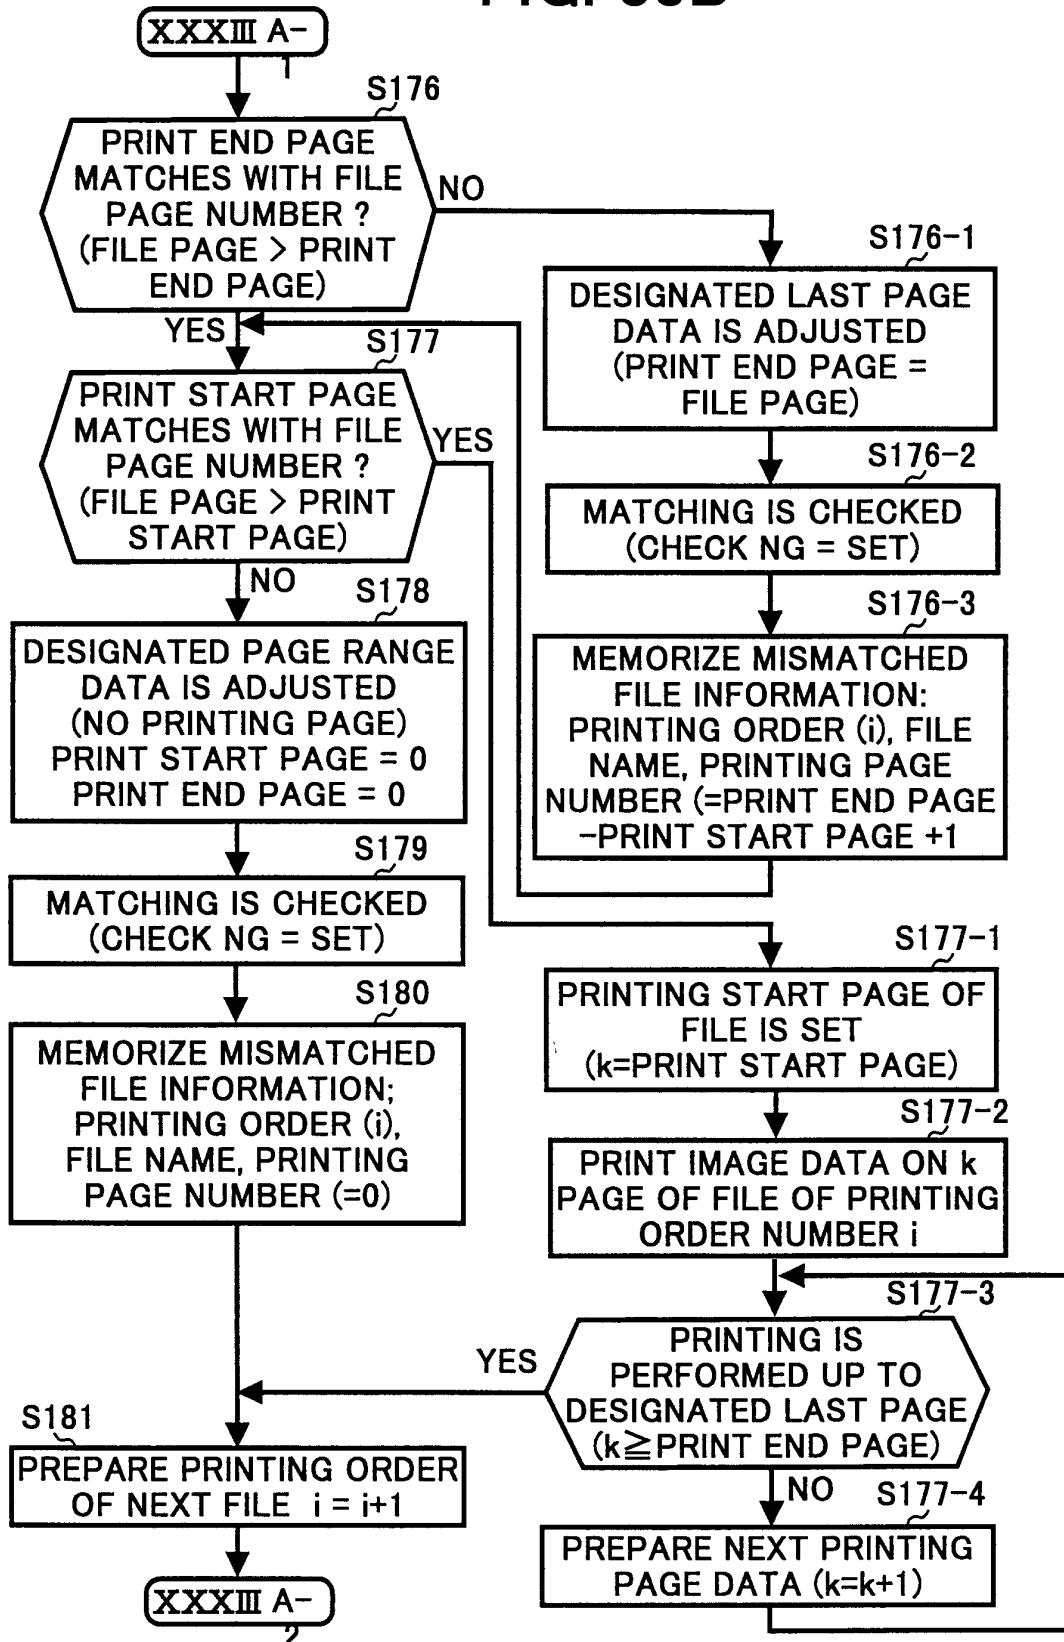 XXXIII A-
1
S176
PRINT END PAGE
MATCHES WITH FILE
PAGE NUMBER ?
(FILE PAGE > PRINT
END PAGE)
NO
YES
S176-1
DESIGNATED LAST PAGE
DATA IS ADJUSTED
(PRINT END PAGE =
FILE PAGE)
S177
PRINT START PAGE
MATCHES WITH FILE
PAGE NUMBER ?
(FILE PAGE > PRINT
START PAGE)
YES
NO
S176-2
MATCHING IS CHECKED
(CHECK NG = SET)
S176-3
MEMORIZE MISMATCHED
FILE INFORMATION:
PRINTING ORDER (i), FILE
NAME, PRINTING PAGE
NUMBER (=PRINT END PAGE
-PRINT START PAGE +1
S178
DESIGNATED PAGE RANGE
DATA IS ADJUSTED
(NO PRINTING PAGE)
PRINT START PAGE = 0
PRINT END PAGE = 0
S179
MATCHING IS CHECKED
(CHECK NG = SET)
S180
MEMORIZE MISMATCHED
FILE INFORMATION;
PRINTING ORDER (i),
FILE NAME, PRINTING
PAGE NUMBER (=0)
S177-1
PRINTING START PAGE OF
FILE IS SET
(k=PRINT START PAGE)
S177-2
PRINT IMAGE DATA ON k
PAGE OF FILE OF PRINTING
ORDER NUMBER i
S177-3
PRINTING IS
PERFORMED UP TO
DESIGNATED LAST PAGE
(k≧PRINT END PAGE)
YES
NO
S177-4
PREPARE NEXT PRINTING
PAGE DATA (k=k+1)
S181
PREPARE PRINTING ORDER
OF NEXT FILE i = i+1
XXXIII A-
2